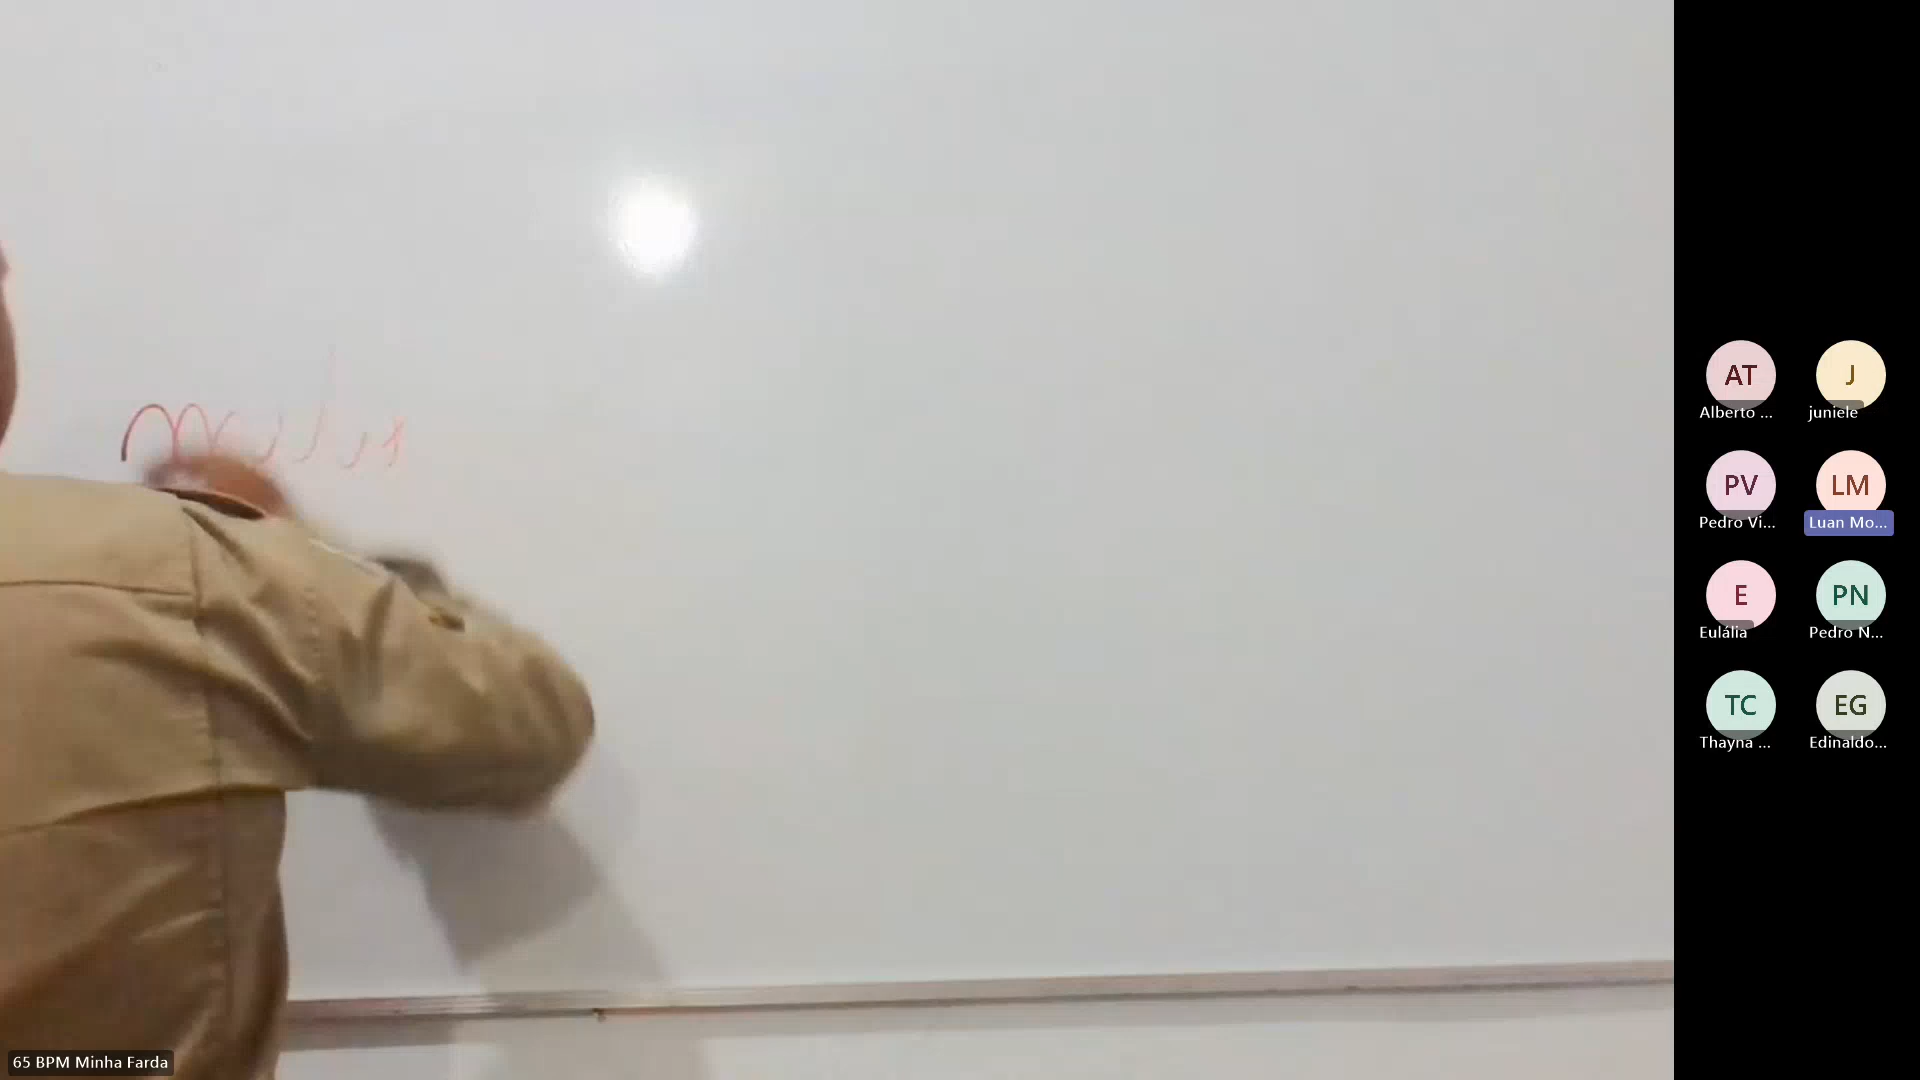 AT
J
Alberto ...
juniele
PV
LM
Pedro Vi...
Luan Mo...
E
PN
Eulália
Pedro N...
TC
EG
Thayna ...
Edinaldo...
65 BPM Minha Farda